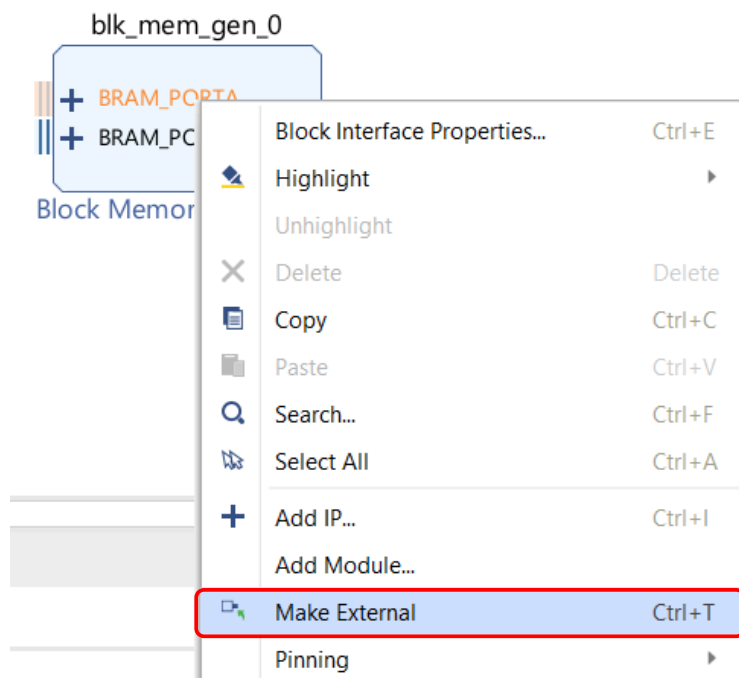 blk_mem_gen_0
BRAM_PORTA
BRAM_PC
Block Memor
Block Interface Properties... Ctrl+E
Highlight
Unhighlight
Delete Delete
Copy Ctrl+C
Paste Ctrl+V
Search... Ctrl+F
Select All Ctrl+A
Add IP... Ctrl+I
Add Module...
Make External Ctrl+T
Pinning